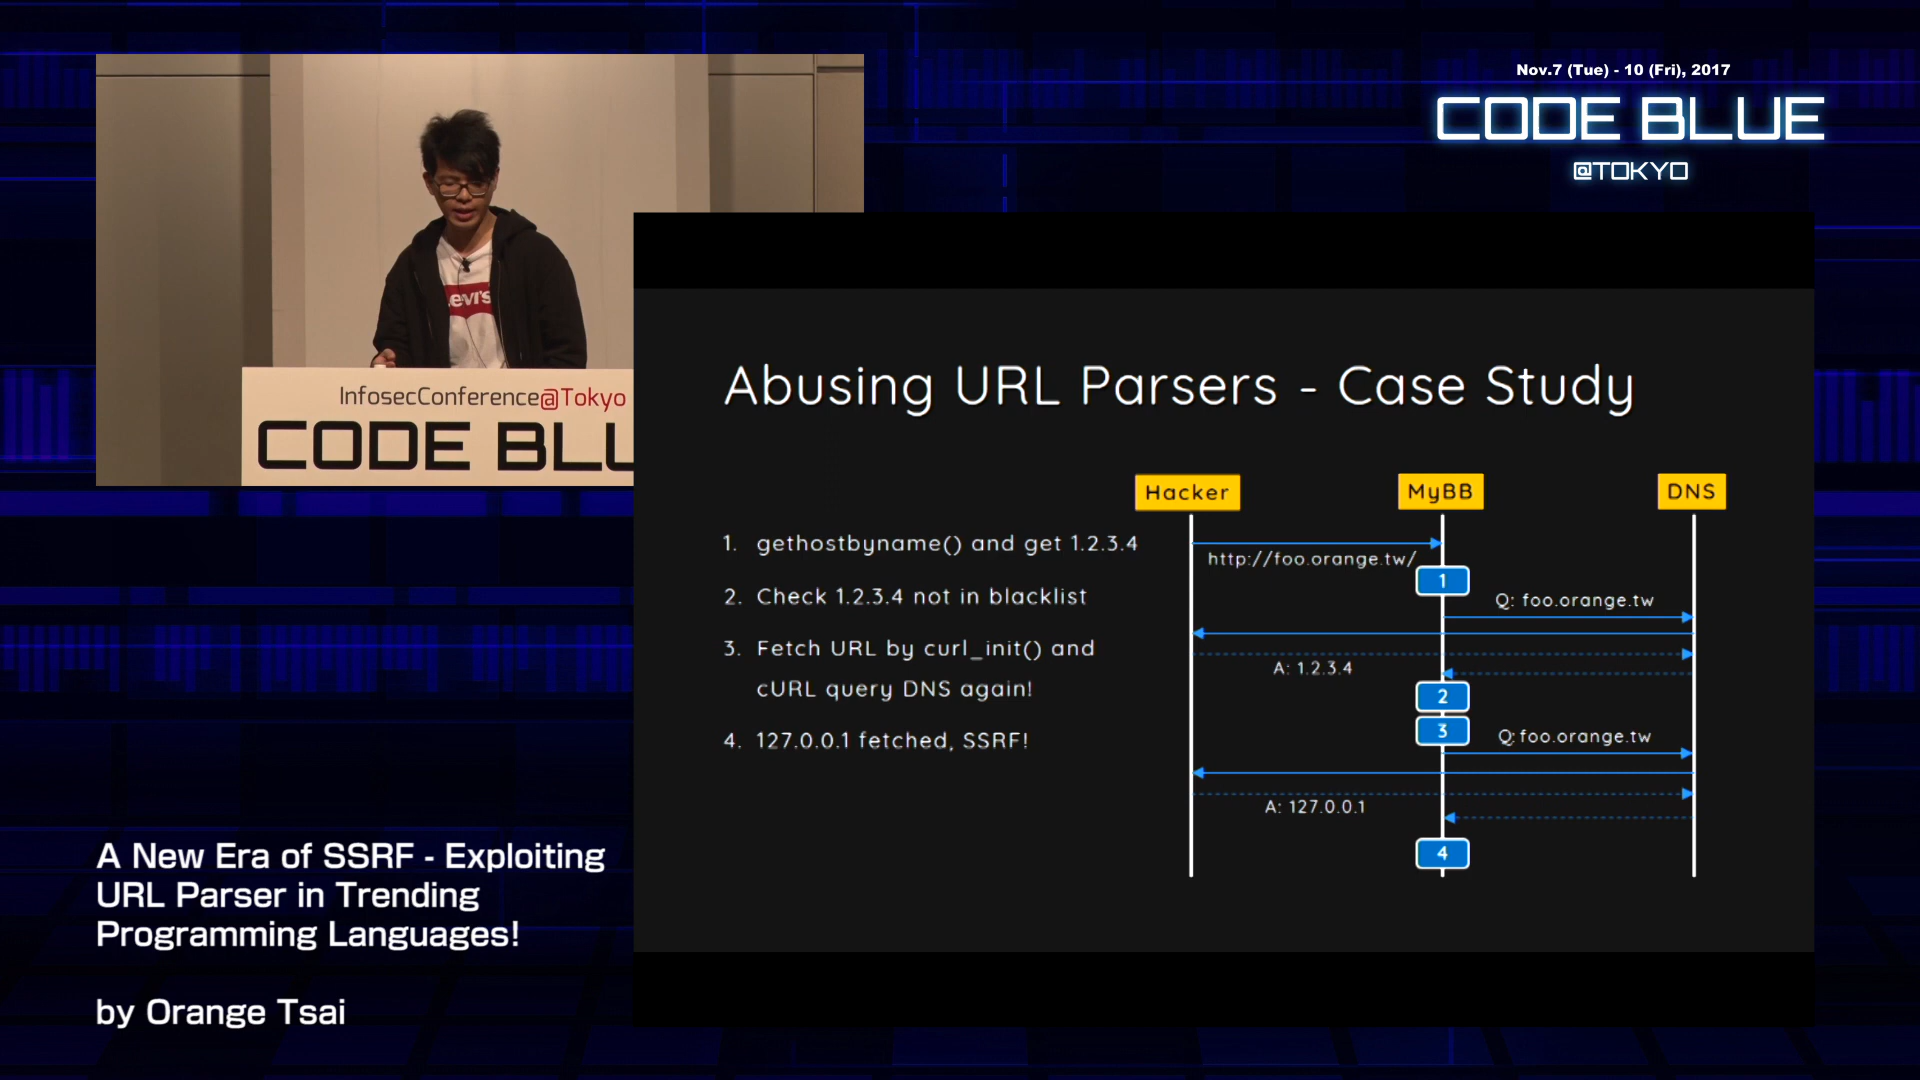 Nov.7 (Tue) - 10 (Fri), 2017
CODE BLUE
@TOKYO
Levi's
InfosecConference@Tokyo
CODE BLU
Abusing URL Parsers - Case Study
1. gethostbyname() and get 1.2.3.4
2. Check 1.2.3.4 not in blacklist
3. Fetch URL by curl_init() and
cURL query DNS again!
4. 127.0.0.1 fetched, SSRF!
Hacker
MyBB
DNS
http://foo.orange.tw/
1
Q: foo.orange.tw
A: 1.2.3.4
2
3
Q: foo.orange.tw
A: 127.0.0.1
4
A New Era of SSRF - Exploiting
URL Parser in Trending
Programming Languages!
by Orange Tsai